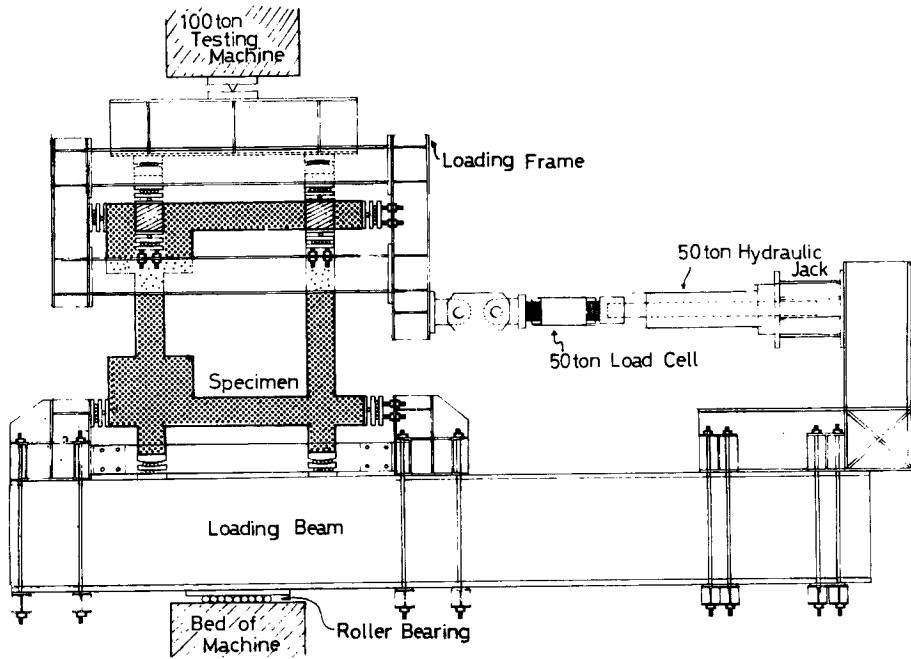 100 ton
Testing
Machine
Loading Frame
50 ton Hydraulic
Jack
50 ton Load Cell
Specimen
Loading Beam
Roller Bearing
Bed of
Machine